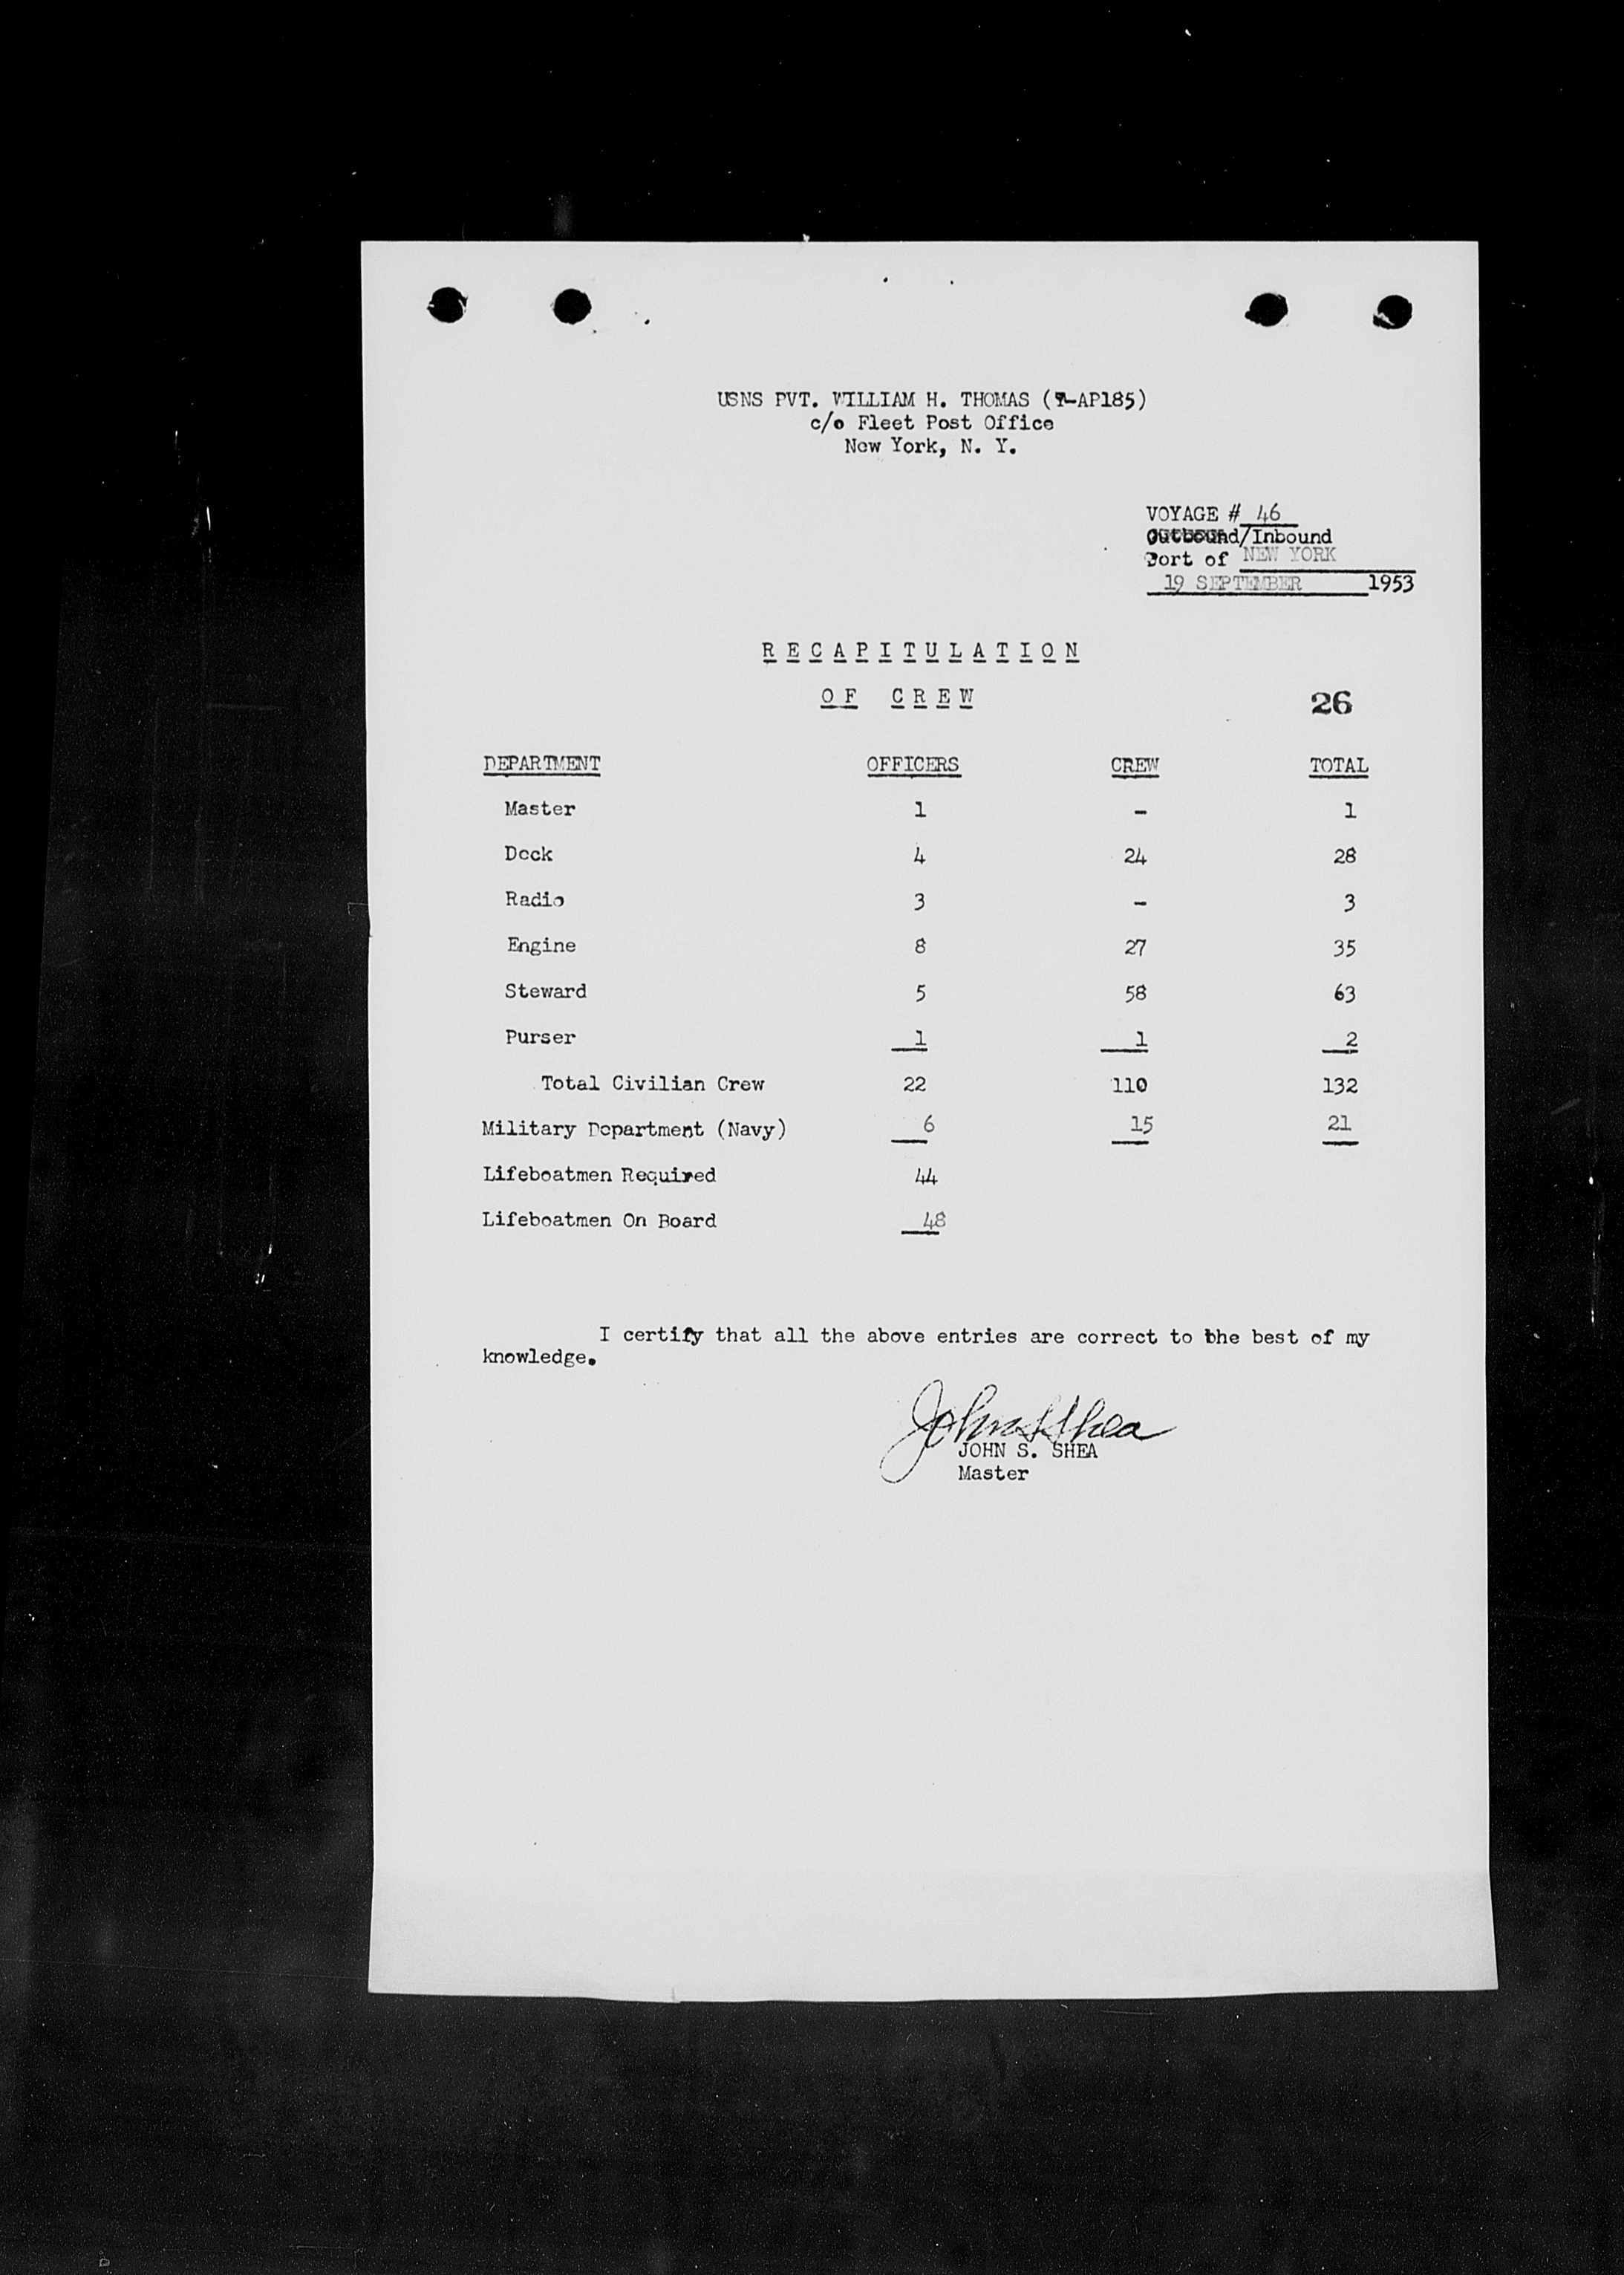 USNS PVT. WILLIAM H. THOMAS (T-AP185)
c/o Fleet Post Office
New York, N. Y.
VOYAGE # 46
Outbound/Inbound
Port of NEW YORK
19 SEPTEMBER 1953
RECAPITULATION
OF CREW
26
DEPARTMENT OFFICERS CREW TOTAL
Master 1 - 1
Deck 4 24 28
Radio 3 - 3
Engine 8 27 35
Steward 5 58 63
Purser 1 1 2
Total Civilian Crew 22 110 132
Military Department (Navy) 6 15 21
Lifeboatmen Required 44
Lifeboatmen On Board 48
I certify that all the above entries are correct to the best of my
knowledge.
John S Shea
JOHN S. SHEA
Master